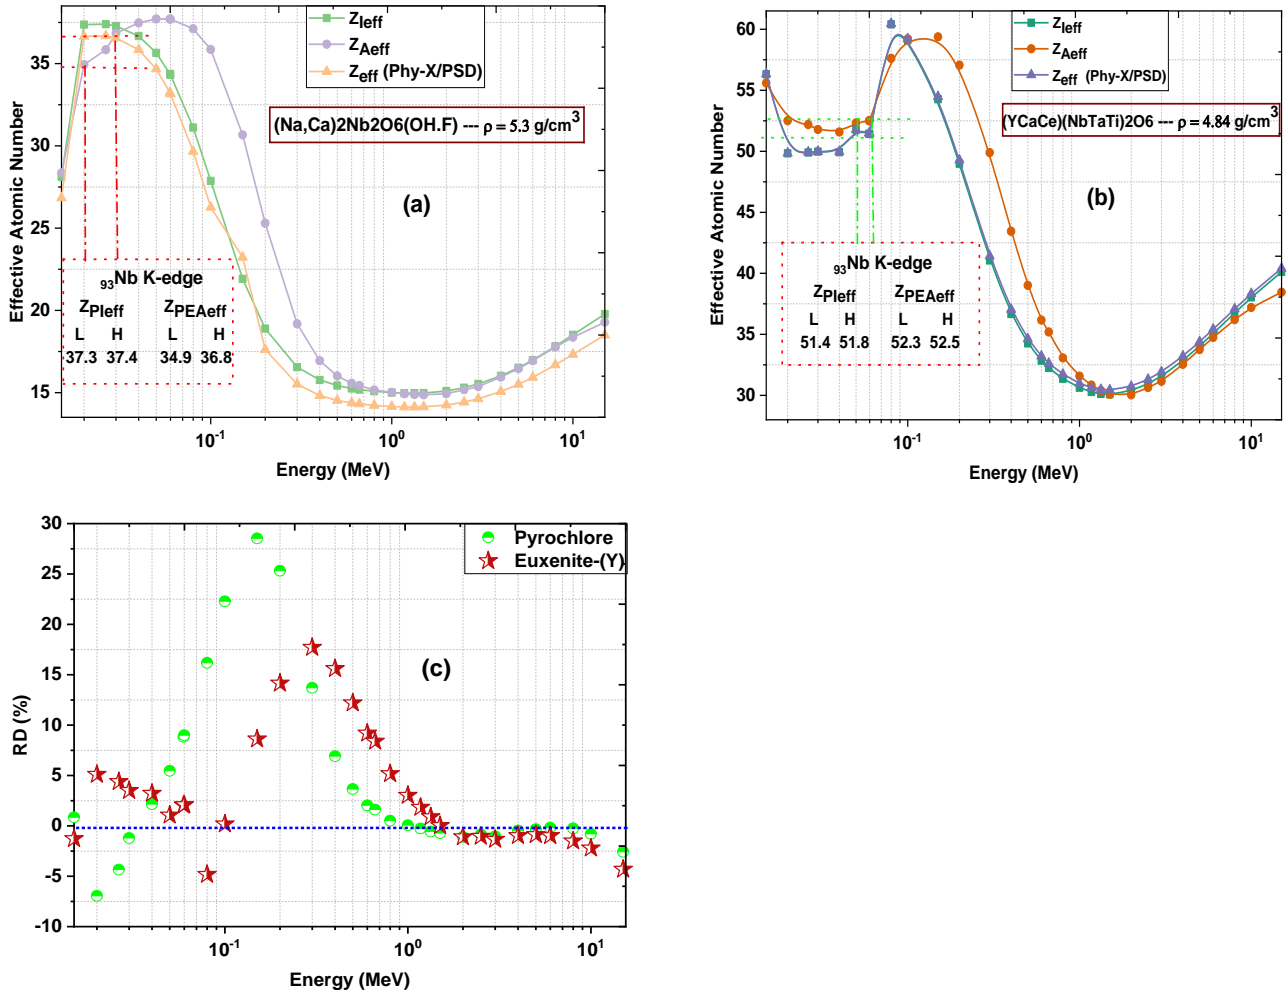 40
35
30
25
20
15
Effective Atomic Number
Z_Ieff
Z_Aeff
Z_eff (Phy-X/PSD)
(Na,Ca)2Nb2O6(OH.F) --- ρ = 5.3 g/cm³
(a)
₉₃Nb K-edge
Z_PIeff Z_PEAeff
L H L H
37.3 37.4 34.9 36.8
10⁻¹ 10⁰ 10¹
Energy (MeV)
60
55
50
45
40
35
30
Effective Atomic Number
Z_Ieff
Z_Aeff
Z_eff (Phy-X/PSD)
(YCaCe)(NbTaTi)2O6 --- ρ = 4.84 g/cm³
(b)
₉₃Nb K-edge
Z_PIeff Z_PEAeff
L H L H
51.4 51.8 52.3 52.5
10⁻¹ 10⁰ 10¹
Energy (MeV)
30
25
20
15
10
5
0
-5
-10
RD (%)
Pyrochlore
Euxenite-(Y)
(c)
10⁻¹ 10⁰ 10¹
Energy (MeV)